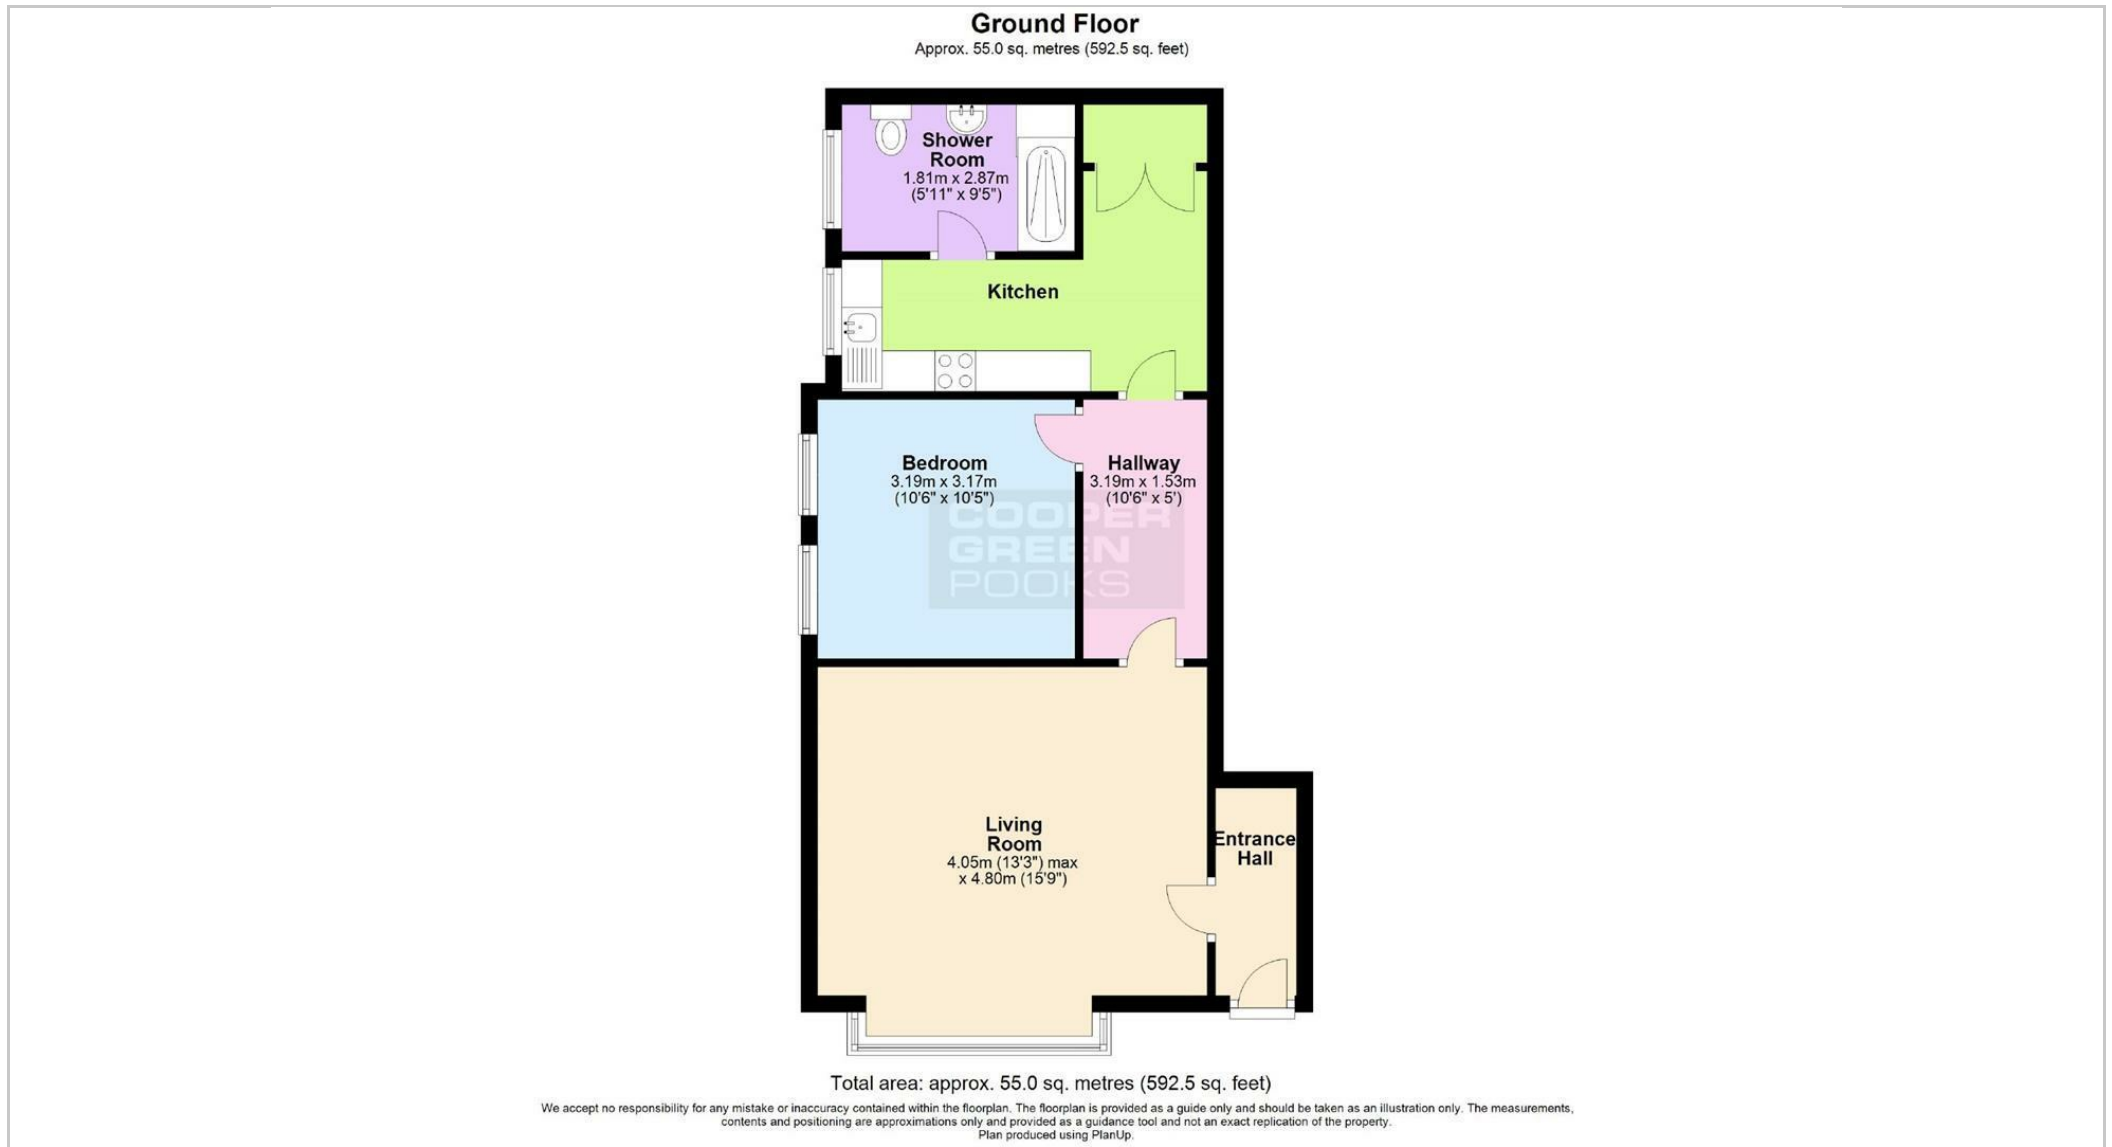 Ground Floor
Approx. 55.0 sq. metres (592.5 sq. feet)
Shower
Room
1.81m x 2.87m
(5'11" x 9'5")
Kitchen
Bedroom
3.19m x 3.17m
(10'6" x 10'5")
Hallway
3.19m x 1.53m
(10'6" x 5')
COOPER
GREEN
POOKS
Living
Room
4.05m (13'3") max
x 4.80m (15'9")
Entrance
Hall
Total area: approx. 55.0 sq. metres (592.5 sq. feet)
We accept no responsibility for any mistake or inaccuracy contained within the floorplan. The floorplan is provided as a guide only and should be taken as an illustration only. The measurements,
contents and positioning are approximations only and provided as a guidance tool and not an exact replication of the property.
Plan produced using PlanUp.